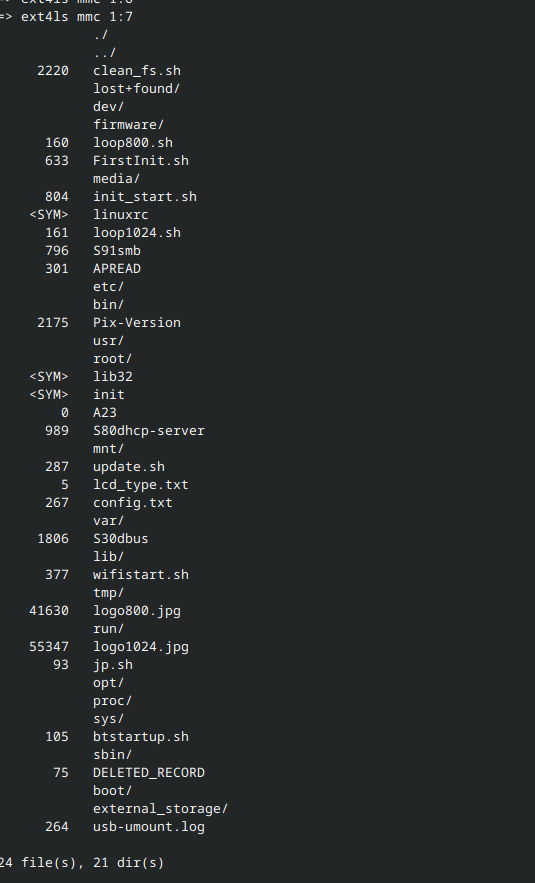 => ext4ls mmc 1:6
=> ext4ls mmc 1:7
./
../
2220 clean_fs.sh
lost+found/
dev/
firmware/
160 loop800.sh
633 FirstInit.sh
media/
804 init_start.sh
<SYM> linuxrc
161 loop1024.sh
796 S91smb
301 APREAD
etc/
bin/
2175 Pix-Version
usr/
root/
<SYM> lib32
<SYM> init
0 A23
989 S80dhcp-server
mnt/
287 update.sh
5 lcd_type.txt
267 config.txt
var/
1806 S30dbus
lib/
377 wifistart.sh
tmp/
41630 logo800.jpg
run/
55347 logo1024.jpg
93 jp.sh
opt/
proc/
sys/
105 btstartup.sh
sbin/
75 DELETED_RECORD
boot/
external_storage/
264 usb-umount.log
24 file(s), 21 dir(s)